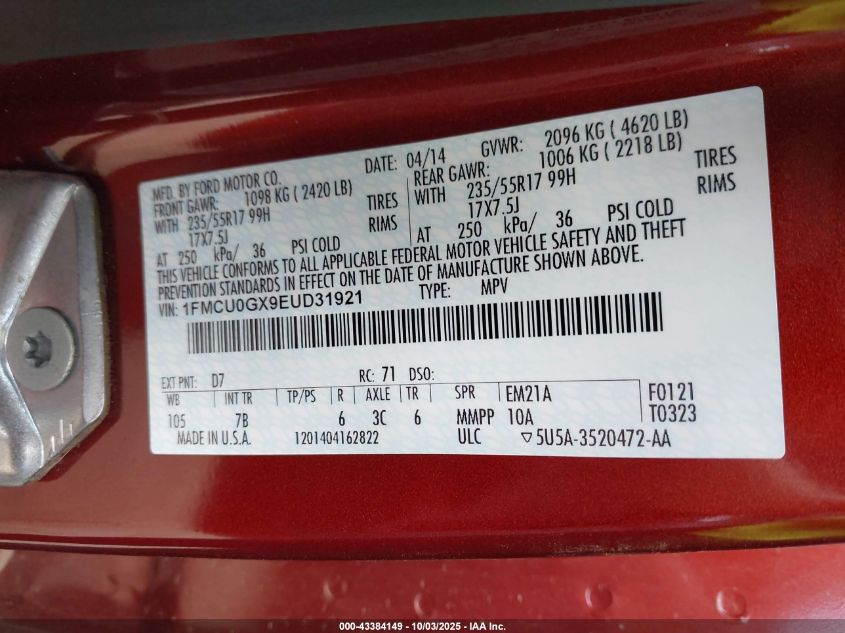 MFD. BY FORD MOTOR CO. DATE: 04/14 GVWR: 2096 KG ( 4620 LB)
FRONT GAWR: 1098 KG ( 2420 LB) REAR GAWR: 1006 KG ( 2218 LB)
WITH 235/55R17 99H TIRES WITH 235/55R17 99H TIRES
17X7.5J RIMS 17X7.5J RIMS
AT 250 kPa/ 36 PSI COLD AT 250 kPa/ 36 PSI COLD
THIS VEHICLE CONFORMS TO ALL APPLICABLE FEDERAL MOTOR VEHICLE SAFETY AND THEFT
PREVENTION STANDARDS IN EFFECT ON THE DATE OF MANUFACTURE SHOWN ABOVE.
VIN: 1FMCU0GX9EUD31921 TYPE: MPV
EXT PNT: D7 RC: 71 DSO:
WB INT TR TP/PS R AXLE TR SPR EM21A F0121
105 7B 6 3C 6 MMPP 10A T0323
MADE IN U.S.A. 1201404162822 ULC ▽5U5A-3520472-AA
000-43384149 - 10/03/2025 - IAA Inc.